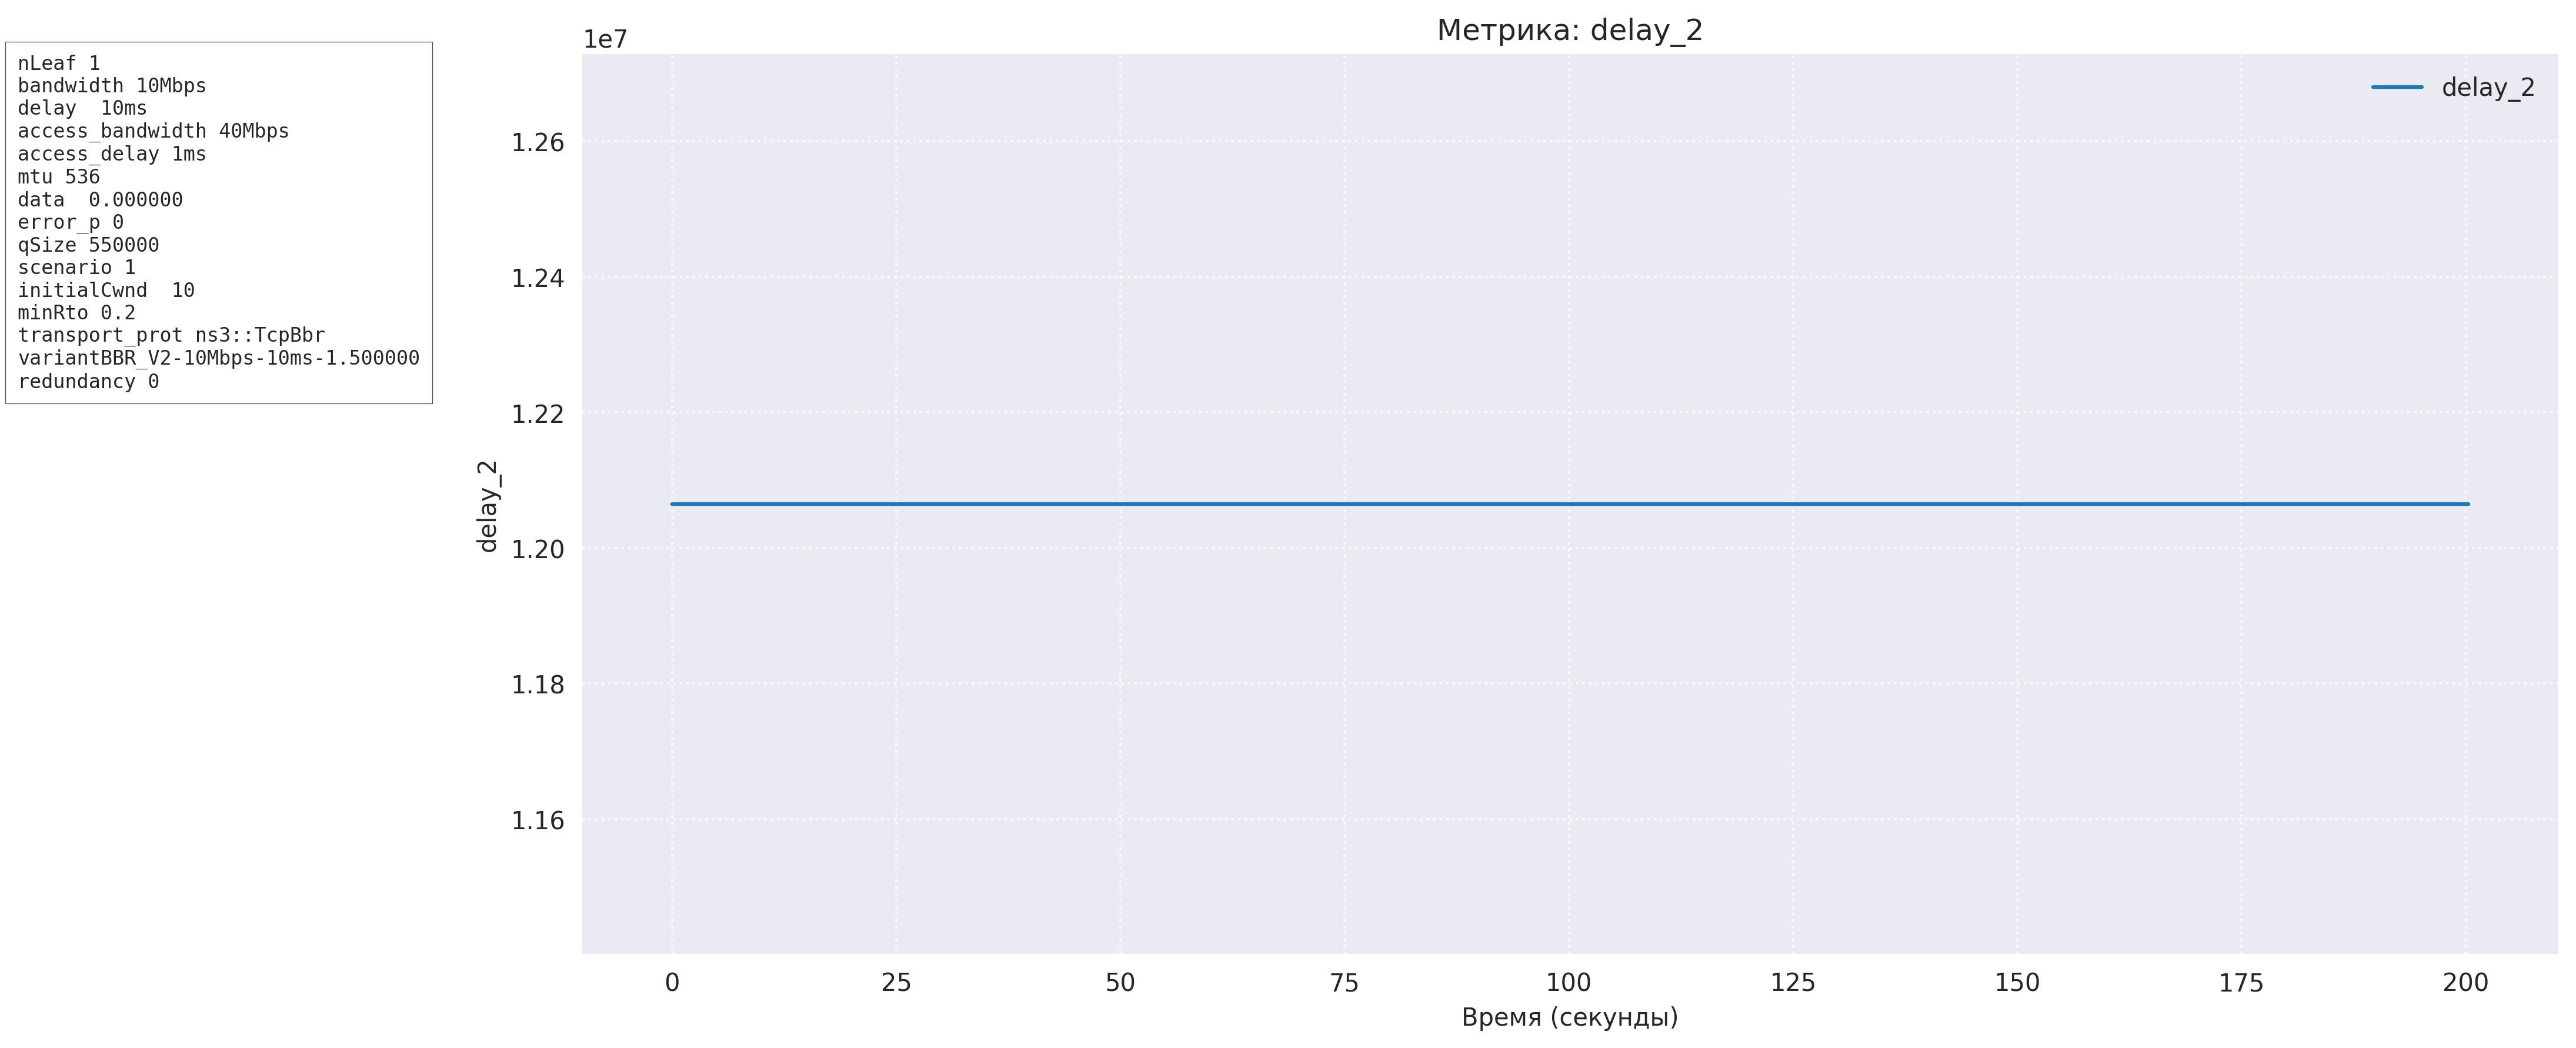 nLeaf 1
bandwidth 10Mbps
delay  10ms
access_bandwidth 40Mbps
access_delay 1ms
mtu 536
data  0.000000
error_p 0
qSize 550000
scenario 1
initialCwnd  10
minRto 0.2
transport_prot ns3::TcpBbr
variantBBR_V2-10Mbps-10ms-1.500000
redundancy 0
Метрика: delay_2
1e7
delay_2
1.26
1.24
1.22
1.20
1.18
1.16
delay_2
0 25 50 75 100 125 150 175 200
Время (секунды)